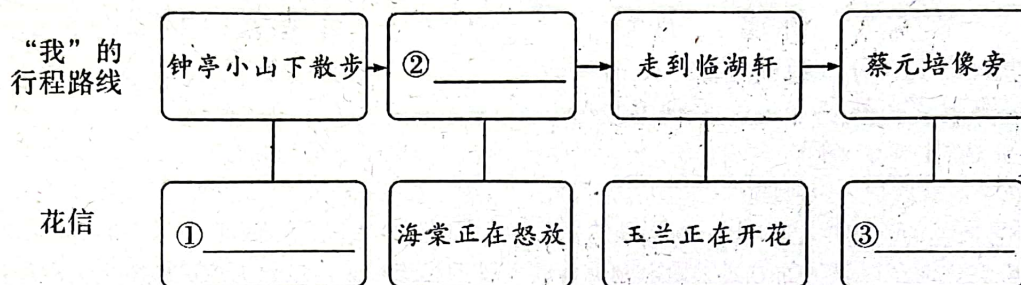 “我”的
行程路线
钟亭小山下散步
②
走到临湖轩
蔡元培像旁
花信
①
海棠正在怒放
玉兰正在开花
③